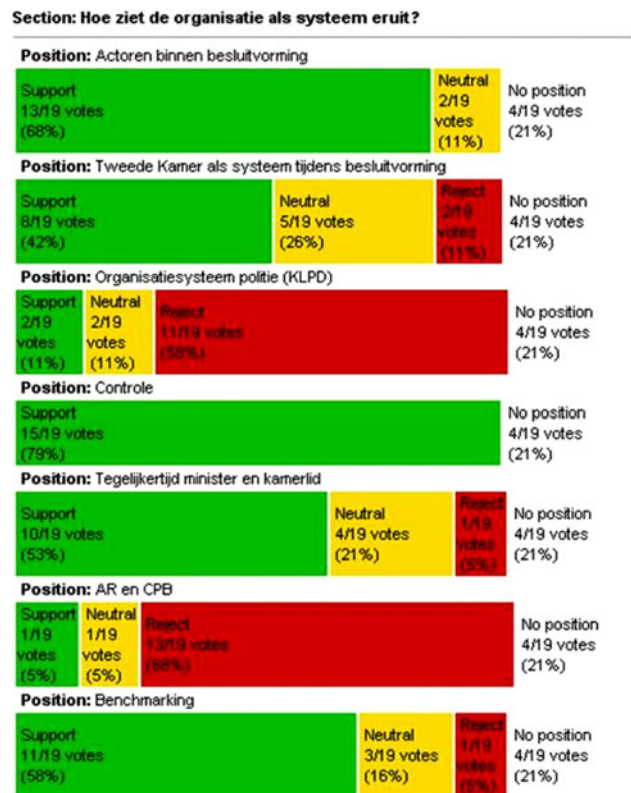 Section: Hoe ziet de organisatie als systeem eruit?
Position: Actoren binnen besluitvorming
Support
13/19 votes
(68%)
Neutral
2/19
votes
(11%)
No position
4/19 votes
(21%)
Position: Tweede Kamer als systeem tijdens besluitvorming
Support
8/19 votes
(42%)
Neutral
5/19 votes
(26%)
Reject
2/19
votes
(11%)
No position
4/19 votes
(21%)
Position: Organisatiesysteem politie (KLPD)
Support
2/19
votes
(11%)
Neutral
2/19
votes
(11%)
Reject
11/19 votes
(58%)
No position
4/19 votes
(21%)
Position: Controle
Support
15/19 votes
(79%)
No position
4/19 votes
(21%)
Position: Tegelijkertijd minister en kamerlid
Support
10/19 votes
(53%)
Neutral
4/19 votes
(21%)
Reject
1/19
votes
(5%)
No position
4/19 votes
(21%)
Position: AR en CPB
Support
1/19
votes
(5%)
Neutral
1/19
votes
(5%)
Reject
13/19 votes
(68%)
No position
4/19 votes
(21%)
Position: Benchmarking
Support
11/19 votes
(58%)
Neutral
3/19 votes
(16%)
Reject
1/19
votes
(5%)
No position
4/19 votes
(21%)